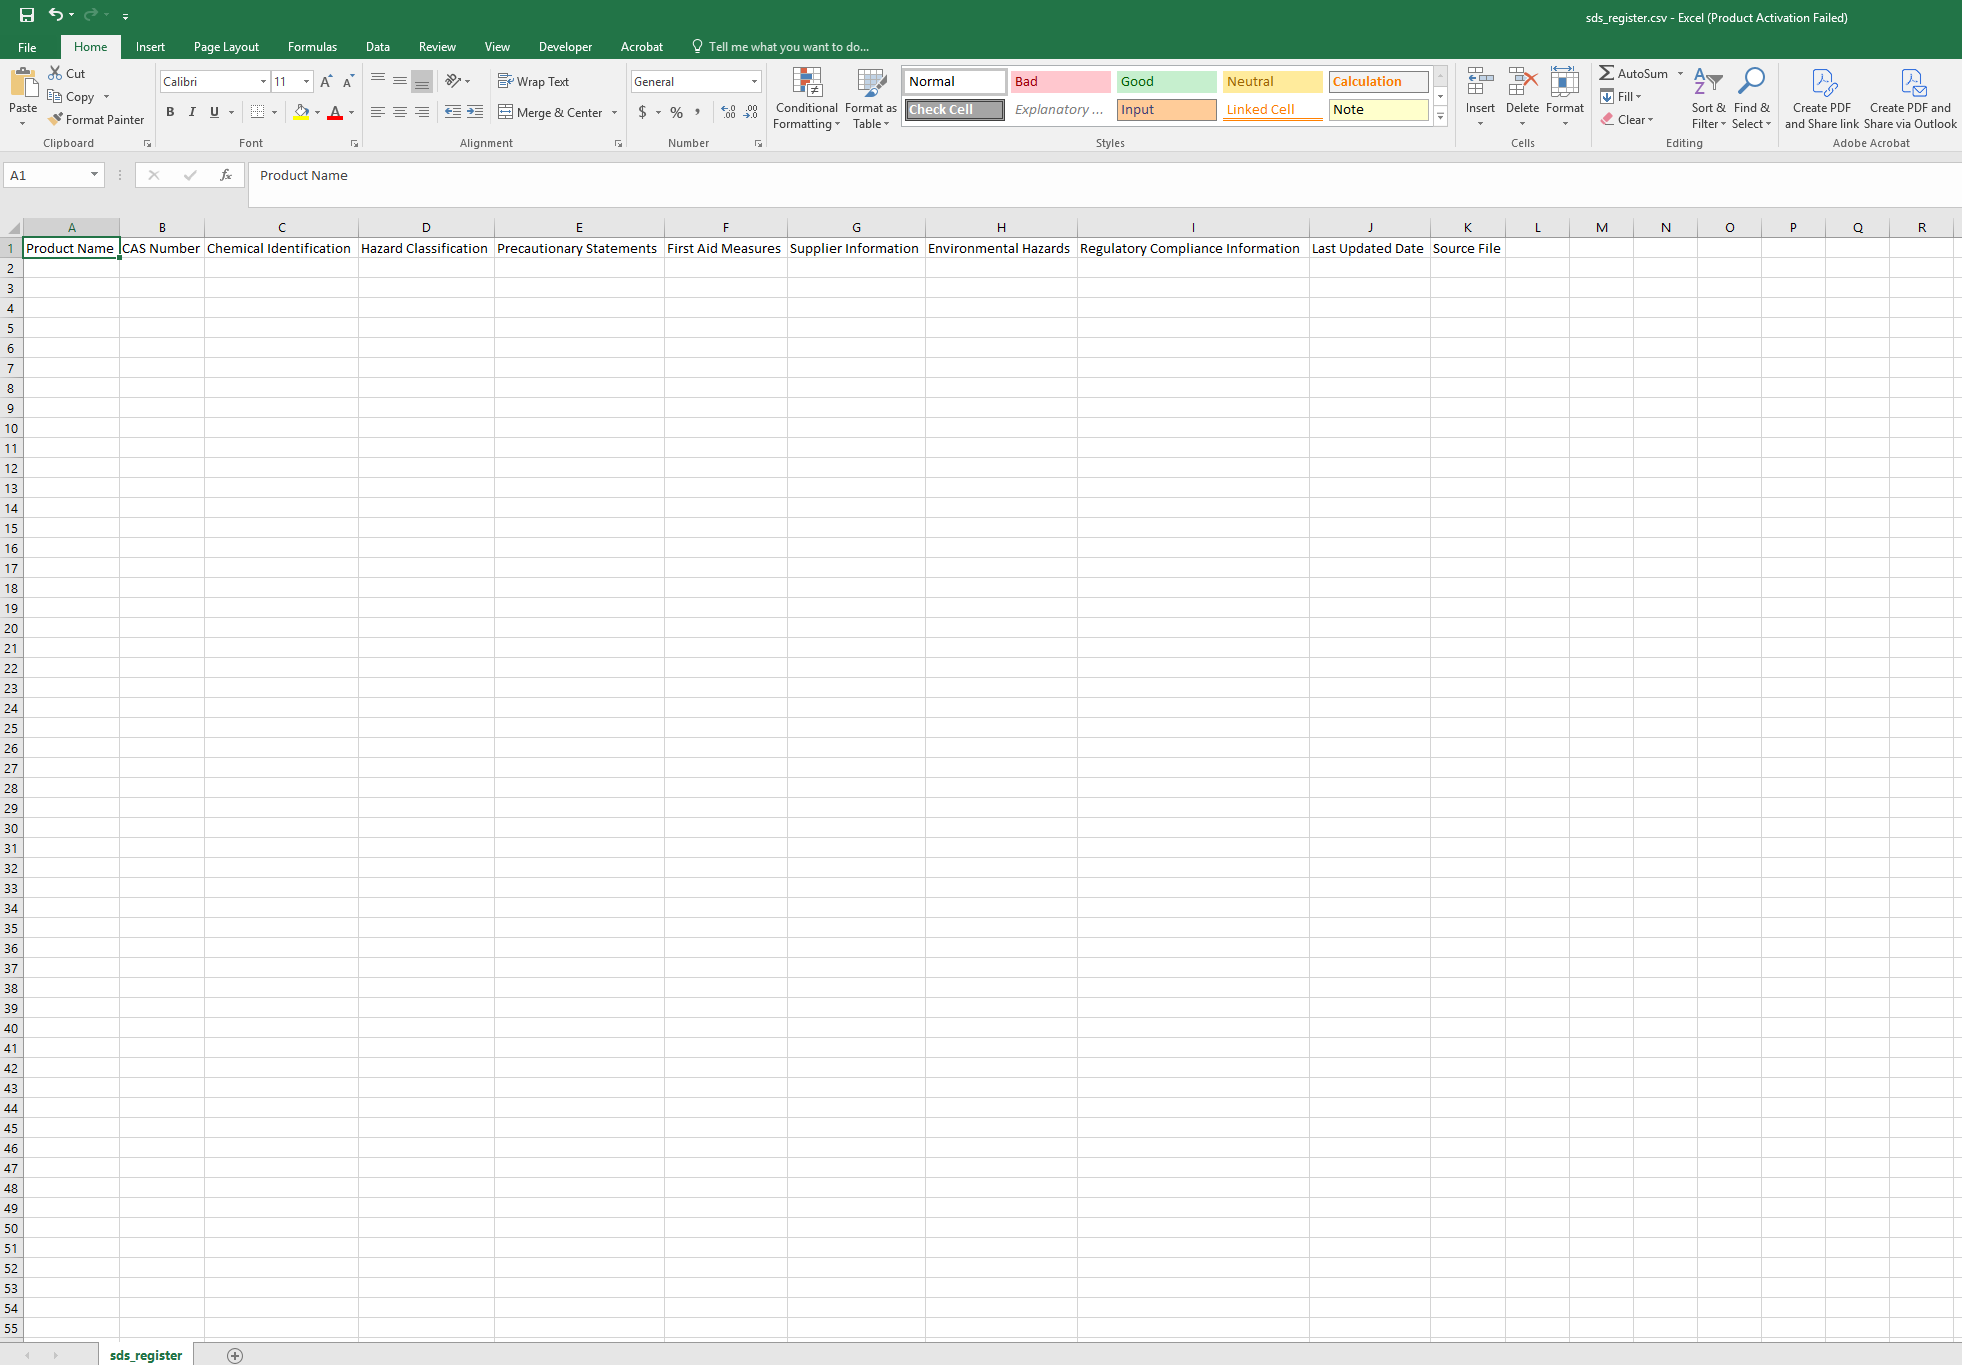 sds_register.csv - Excel (Product Activation Failed)
File Home Insert Page Layout Formulas Data Review View Developer Acrobat Tell me what you want to do...
Paste
Cut
Copy
Format Painter
Clipboard
Calibri 11
B I U
Font
Wrap Text
Merge & Center
Alignment
General
$ % ,
Number
Conditional Formatting
Format as Table
Normal Bad Good Neutral Calculation
Check Cell Explanatory ... Input Linked Cell Note
Styles
Insert Delete Format
Cells
AutoSum
Fill
Clear
Sort & Filter
Find & Select
Editing
Create PDF and Share link
Create PDF and Share via Outlook
Adobe Acrobat
A1 fx Product Name
A B C D E F G H I J K L M N O P Q R
1 Product Name CAS Number Chemical Identification Hazard Classification Precautionary Statements First Aid Measures Supplier Information Environmental Hazards Regulatory Compliance Information Last Updated Date Source File
2
3
4
5
6
7
8
9
10
11
12
13
14
15
16
17
18
19
20
21
22
23
24
25
26
27
28
29
30
31
32
33
34
35
36
37
38
39
40
41
42
43
44
45
46
47
48
49
50
51
52
53
54
55
sds_register